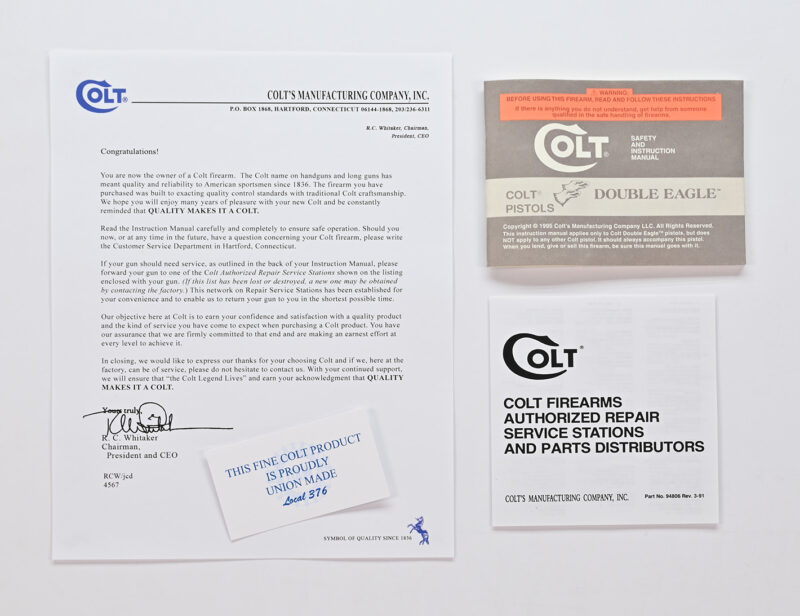 COLT®
COLT'S MANUFACTURING COMPANY, INC.
P.O. BOX 1868, HARTFORD, CONNECTICUT 06144-1868, 203/236-6311
R.C. Whitaker, Chairman,
President, CEO
Congratulations!
You are now the owner of a Colt firearm. The Colt name on handguns and long guns has
meant quality and reliability to American sportsmen since 1836. The firearm you have
purchased was built to exacting quality control standards with traditional Colt craftsmanship.
We hope you will enjoy many years of pleasure with your new Colt and be constantly
reminded that QUALITY MAKES IT A COLT.
Read the Instruction Manual carefully and completely to ensure safe operation. Should you
now, or at any time in the future, have a question concerning your Colt firearm, please write
the Customer Service Department in Hartford, Connecticut.
If your gun should need service, as outlined in the back of your Instruction Manual, please
forward your gun to one of the Colt Authorized Repair Service Stations shown on the listing
enclosed with your gun. (If this list has been lost or destroyed, a new one may be obtained
by contacting the factory.) This network on Repair Service Stations has been established for
your convenience and to enable us to return your gun to you in the shortest possible time.
Our objective here at Colt is to earn your confidence and satisfaction with a quality product
and the kind of service you have come to expect when purchasing a Colt product. You have
our assurance that we are firmly committed to that end and are making an earnest effort at
every level to achieve it.
In closing, we would like to express our thanks for your choosing Colt and if we, here at the
factory, can be of service, please do not hesitate to contact us. With your continued support,
we will ensure that “the Colt Legend Lives” and earn your acknowledgment that QUALITY
MAKES IT A COLT.
Yours truly,
R. C. Whitaker
Chairman,
President and CEO
RCW/jcd
4567
THIS FINE COLT PRODUCT
IS PROUDLY
UNION MADE
Local 376
SYMBOL OF QUALITY SINCE 1836
WARNING
BEFORE USING THIS FIREARM, READ AND FOLLOW THESE INSTRUCTIONS
If there is anything you do not understand, get help from someone
qualified in the safe handling of firearms.
COLT®
SAFETY
AND
INSTRUCTION
MANUAL
COLT®
PISTOLS
DOUBLE EAGLE™
Copyright © 1995 Colt's Manufacturing Company LLC. All Rights Reserved.
This instruction manual applies only to Colt Double Eagle™ pistols, but does
NOT apply to any other Colt pistol. It should always accompany this pistol.
When you lend, give or sell this firearm, be sure this manual goes with it.
COLT®
COLT FIREARMS
AUTHORIZED REPAIR
SERVICE STATIONS
AND PARTS DISTRIBUTORS
COLT'S MANUFACTURING COMPANY, INC.
Part No. 94806 Rev. 3-91